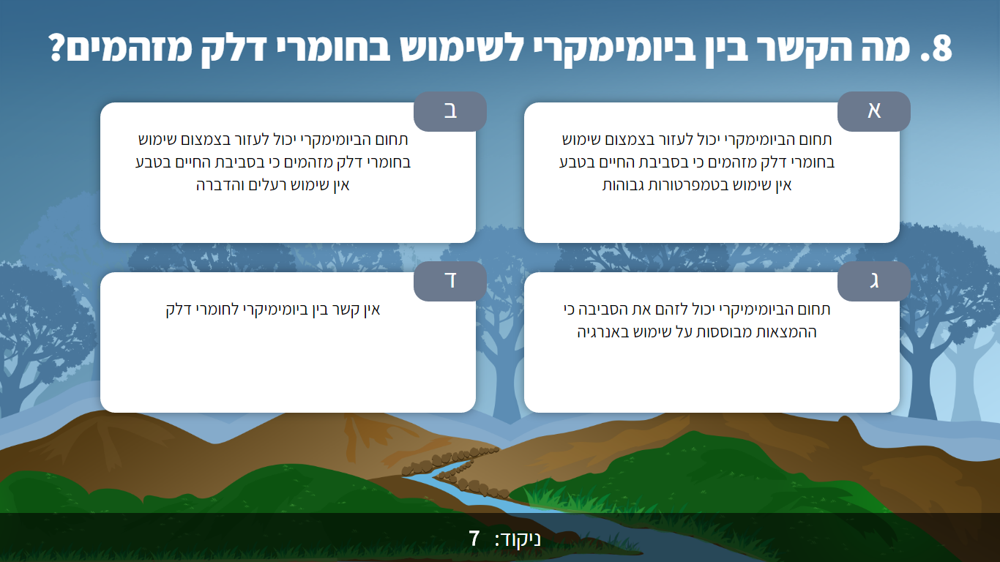 8. מה הקשר בין ביומימקרי לשימוש בחומרי דלק מזהמים?
א
תחום הביומימקרי יכול לעזור בצמצום שימוש
בחומרי דלק מזהמים כי בסביבת החיים בטבע
אין שימוש בטמפרטורות גבוהות
ב
תחום הביומימקרי יכול לעזור בצמצום שימוש
בחומרי דלק מזהמים כי בסביבת החיים בטבע
אין שימוש רעלים והדברה
ג
תחום הביומימיקרי יכול לזהם את הסביבה כי
ההמצאות מבוססות על שימוש באנרגיה
ד
אין קשר בין ביומימיקרי לחומרי דלק
ניקוד: 7